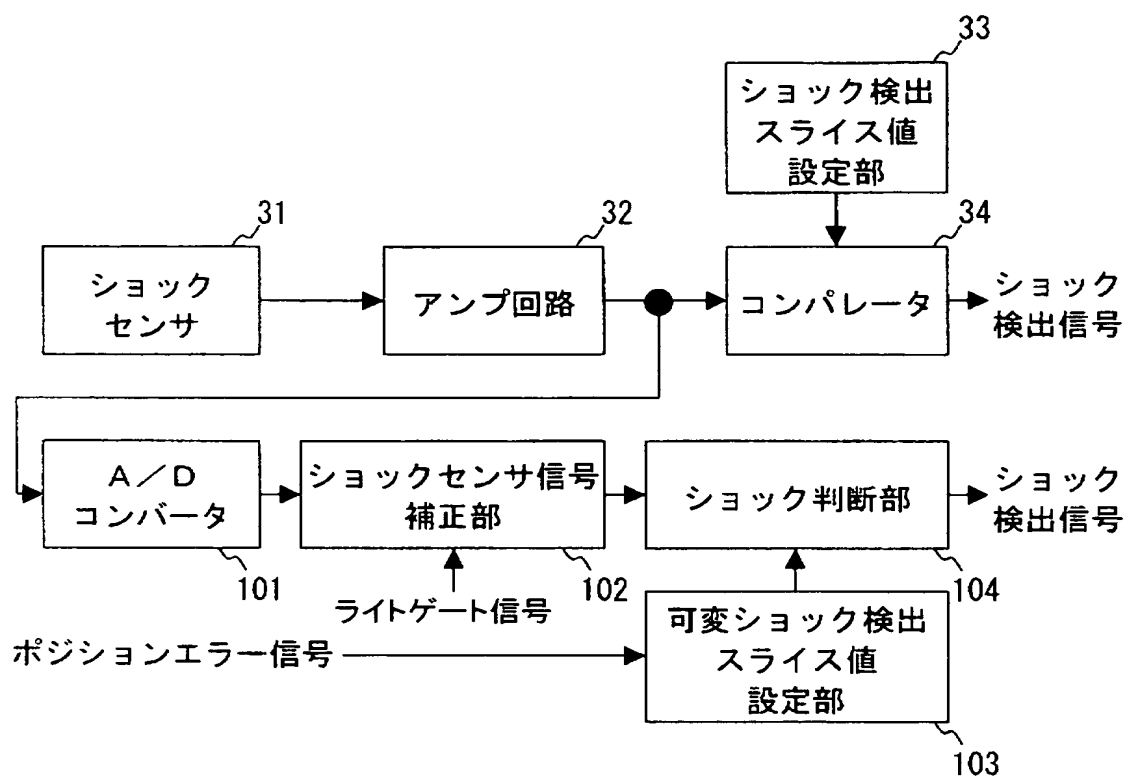 33
ショック検出
スライス値
設定部
31
32
34
ショック
センサ
アンプ回路
コンパレータ
ショック
検出信号
A/D
コンバータ
ショックセンサ信号
補正部
ショック判断部
ショック
検出信号
101
102
104
ライトゲート信号
ポジションエラー信号
可変ショック検出
スライス値
設定部
103